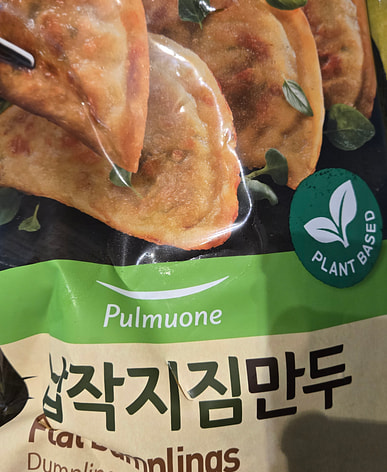 PLANT BASED
Pulmuone
납작지짐만두
Flat Dumplings